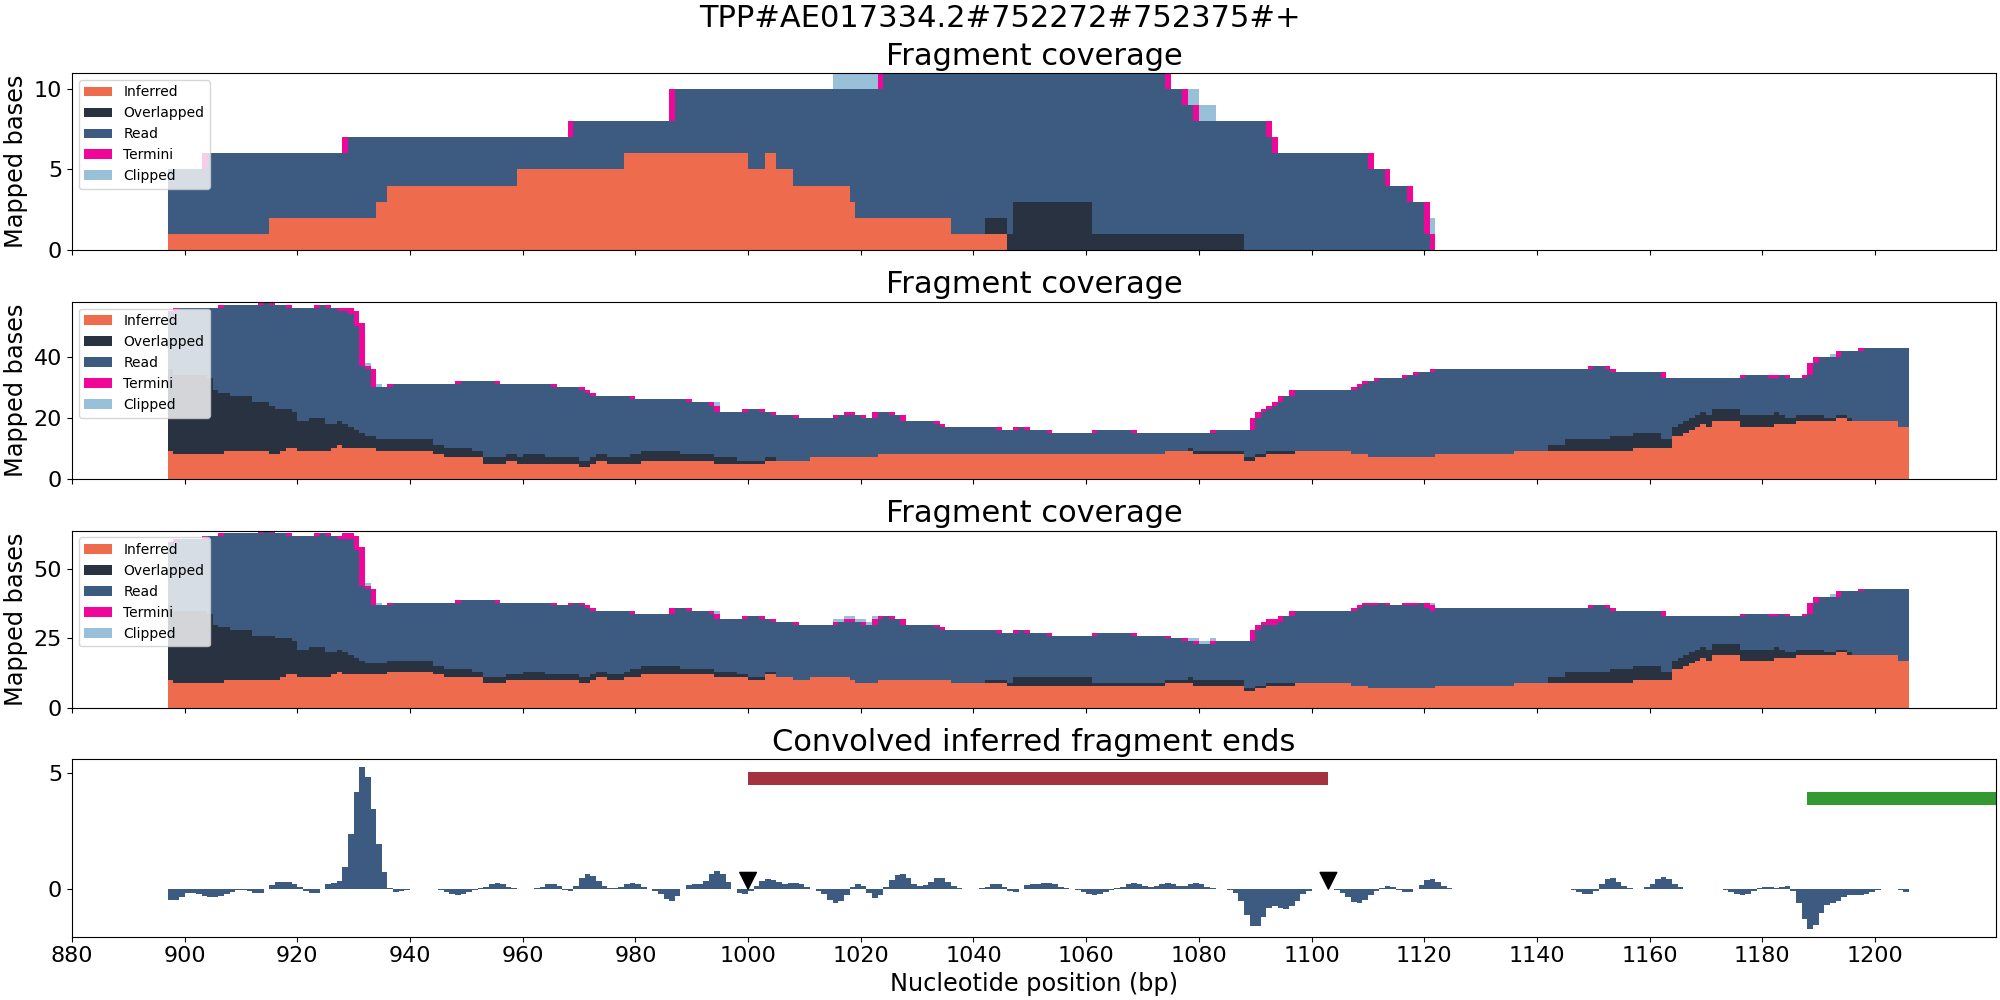 TPP#AE017334.2#752272#752375#+
Fragment coverage
Mapped bases
10
5
0
Inferred
Overlapped
Read
Termini
Clipped
Fragment coverage
Mapped bases
40
20
0
Inferred
Overlapped
Read
Termini
Clipped
Fragment coverage
Mapped bases
50
25
0
Inferred
Overlapped
Read
Termini
Clipped
Convolved inferred fragment ends
5
0
880 900 920 940 960 980 1000 1020 1040 1060 1080 1100 1120 1140 1160 1180 1200
Nucleotide position (bp)